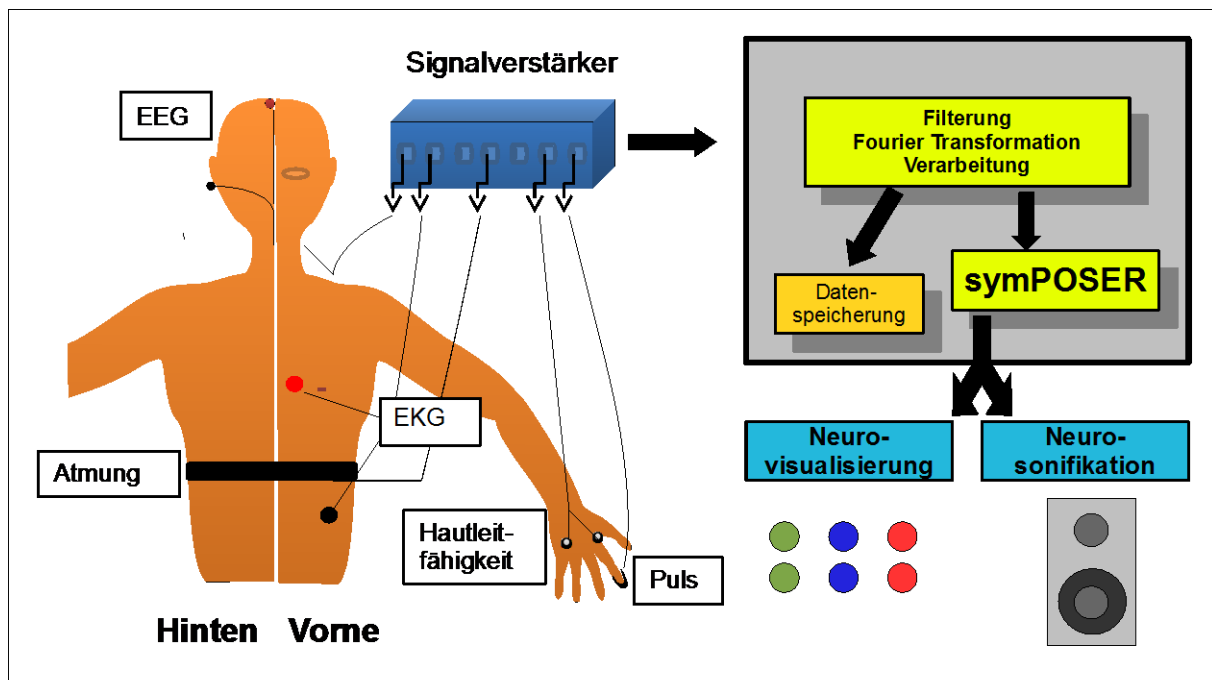 Signalverstärker
EEG
Filterung
Fourier Transformation
Verarbeitung
Daten-
speicherung
symPOSER
EKG
Neuro-
visualisierung
Neuro-
sonifikation
Atmung
Hautleit-
fähigkeit
Puls
Hinten Vorne